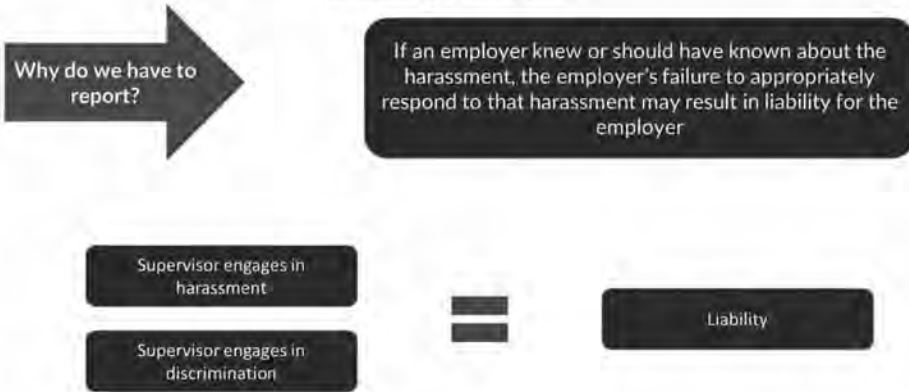 Why do we have to
report?
If an employer knew or should have known about the
harassment, the employer's failure to appropriately
respond to that harassment may result in liability for the
employer
Supervisor engages in
harassment
Supervisor engages in
discrimination
Liability